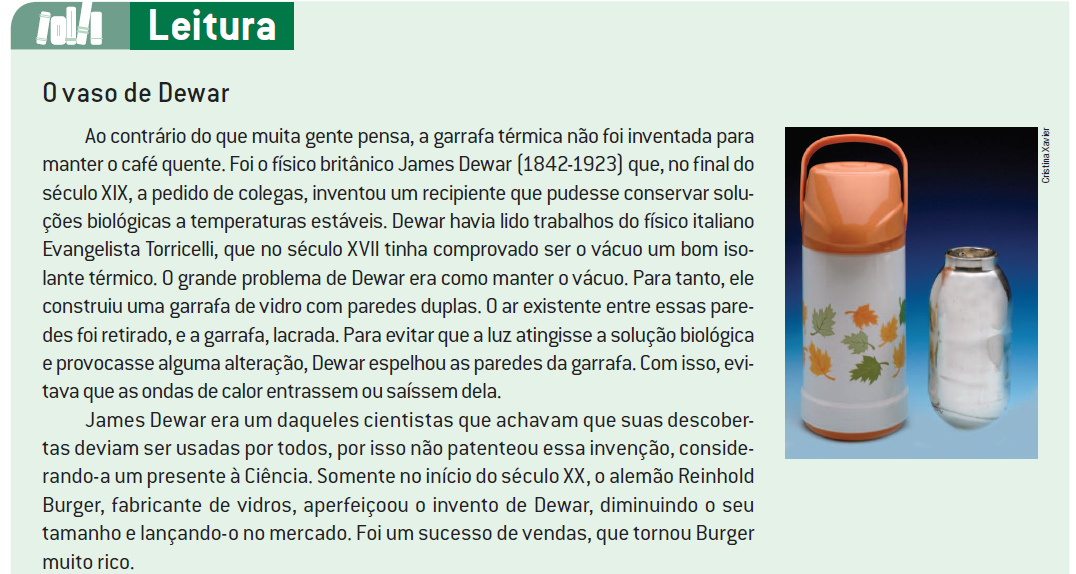 Leitura
O vaso de Dewar
Ao contrário do que muita gente pensa, a garrafa térmica não foi inventada para
manter o café quente. Foi o físico britânico James Dewar (1842-1923) que, no final do
século XIX, a pedido de colegas, inventou um recipiente que pudesse conservar solu-
ções biológicas a temperaturas estáveis. Dewar havia lido trabalhos do físico italiano
Evangelista Torricelli, que no século XVII tinha comprovado ser o vácuo um bom iso-
lante térmico. O grande problema de Dewar era como manter o vácuo. Para tanto, ele
construiu uma garrafa de vidro com paredes duplas. O ar existente entre essas pare-
des foi retirado, e a garrafa, lacrada. Para evitar que a luz atingisse a solução biológica
e provocasse alguma alteração, Dewar espelhou as paredes da garrafa. Com isso, evi-
tava que as ondas de calor entrassem ou saíssem dela.
James Dewar era um daqueles cientistas que achavam que suas descober-
tas deviam ser usadas por todos, por isso não patenteou essa invenção, conside-
rando-a um presente à Ciência. Somente no início do século XX, o alemão Reinhold
Burger, fabricante de vidros, aperfeiçoou o invento de Dewar, diminuindo o seu
tamanho e lançando-o no mercado. Foi um sucesso de vendas, que tornou Burger
muito rico.
Cristina Xavier